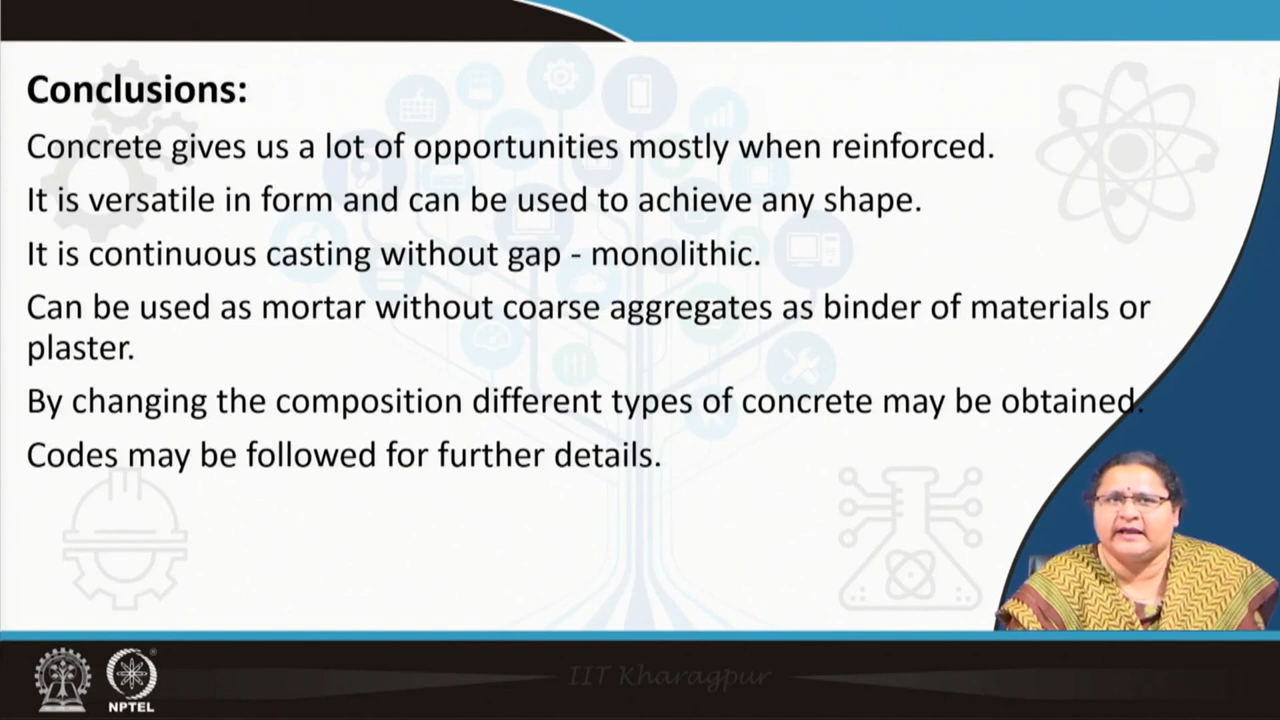 Conclusions:
Concrete gives us a lot of opportunities mostly when reinforced.
It is versatile in form and can be used to achieve any shape.
It is continuous casting without gap - monolithic.
Can be used as mortar without coarse aggregates as binder of materials or
plaster.
By changing the composition different types of concrete may be obtained.
Codes may be followed for further details.
IIT Kharagpur
NPTEL